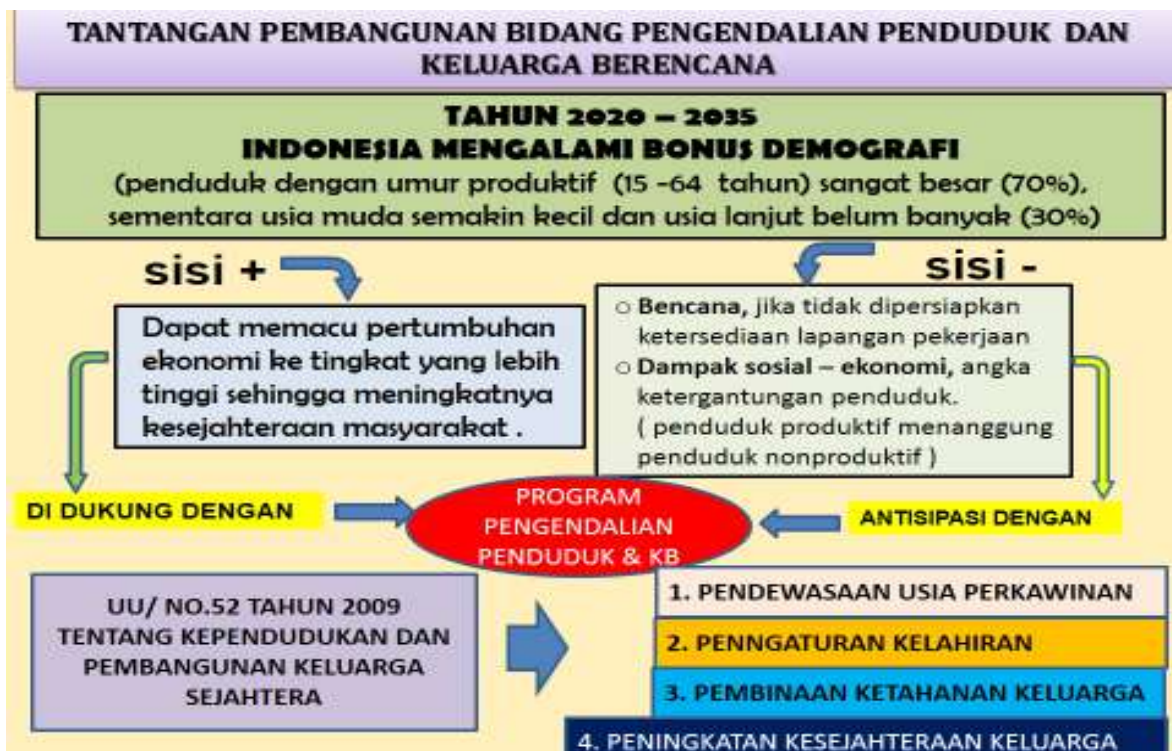 TANTANGAN PEMBANGUNAN BIDANG PENGENDALIAN PENDUDUK DAN
KELUARGA BERENCANA
TAHUN 2020 – 2035
INDONESIA MENGALAMI BONUS DEMOGRAFI
(penduduk dengan umur produktif (15 -64 tahun) sangat besar (70%),
sementara usia muda semakin kecil dan usia lanjut belum banyak (30%)
sisi +
Dapat memacu pertumbuhan
ekonomi ke tingkat yang lebih
tinggi sehingga meningkatnya
kesejahteraan masyarakat .
sisi -
o Bencana, jika tidak dipersiapkan
ketersediaan lapangan pekerjaan
o Dampak sosial – ekonomi, angka
ketergantungan penduduk.
( penduduk produktif menanggung
penduduk nonproduktif )
DI DUKUNG DENGAN
PROGRAM
PENGENDALIAN
PENDUDUK & KB
ANTISIPASI DENGAN
UU/ NO.52 TAHUN 2009
TENTANG KEPENDUDUKAN DAN
PEMBANGUNAN KELUARGA
SEJAHTERA
1. PENDEWASAAN USIA PERKAWINAN
2. PENNGATURAN KELAHIRAN
3. PEMBINAAN KETAHANAN KELUARGA
4. PENINGKATAN KESEJAHTERAAN KELUARGA